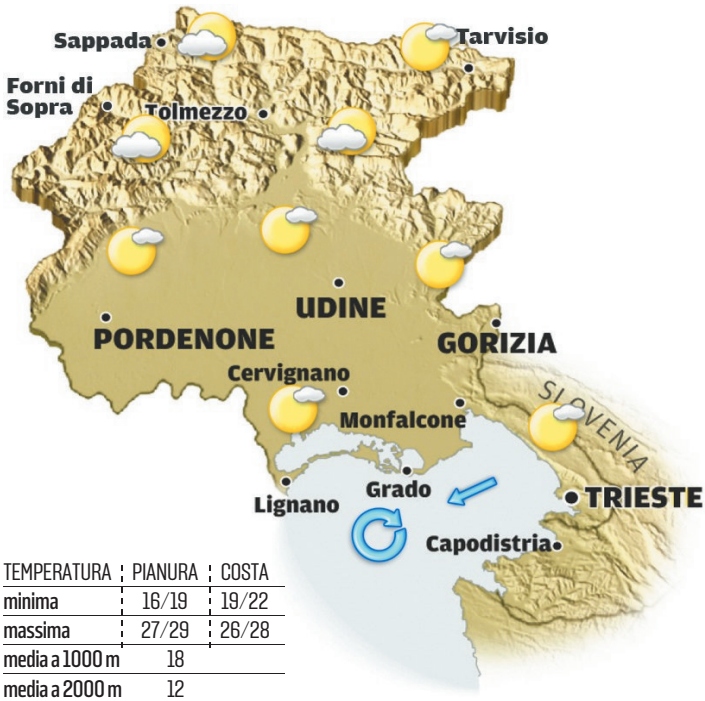 Sappada
Tarvisio
Forni di
Sopra
Tolmezzo
UDINE
PORDENONE
GORIZIA
Cervignano
SLOVENIA
Monfalcone
Grado
Lignano
TRIESTE
Capodistria
TEMPERATURA PIANURA COSTA
minima 16/19 19/22
massima 27/29 26/28
media a 1000 m 18
media a 2000 m 12